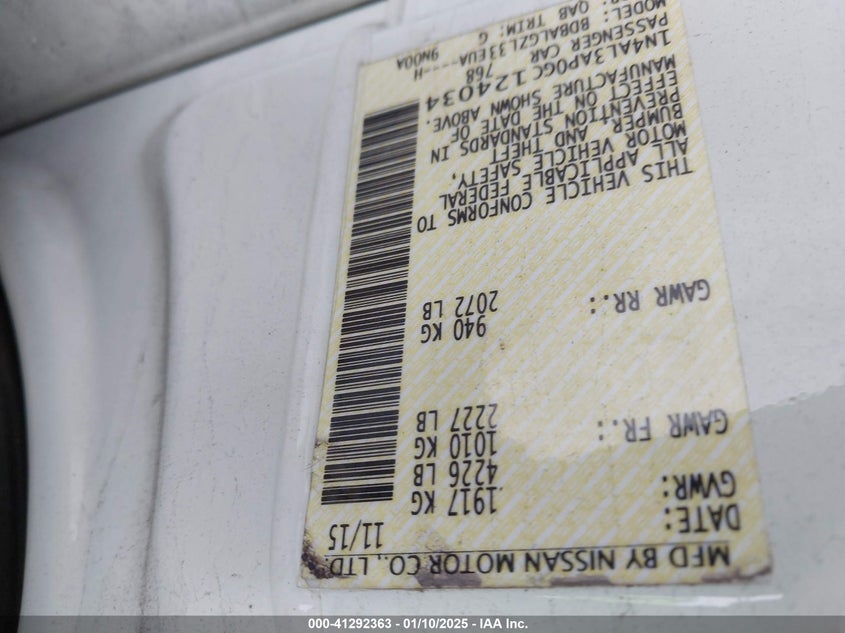 MFD BY NISSAN MOTOR CO., LTD.
DATE: 11/15
GVWR: 1917 KG
4226 LB
GAWR FR.: 1010 KG
2227 LB
GAWR RR.: 940 KG
2072 LB
THIS VEHICLE CONFORMS TO
ALL APPLICABLE FEDERAL
MOTOR VEHICLE SAFETY,
BUMPER AND THEFT
PREVENTION STANDARDS IN
EFFECT ON THE DATE OF
MANUFACTURE SHOWN ABOVE.
1N4AL3AP0GC124034
PASSENGER CAR 768
MODEL: BDBALGZL33EUA----H
QAB TRIM: G 9N00A
000-41292363 - 01/10/2025 - IAA Inc.